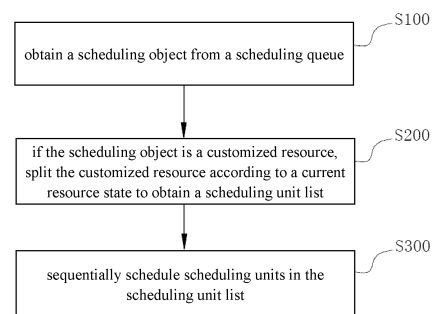 S100
obtain a scheduling object from a scheduling queue
S200
if the scheduling object is a customized resource,
split the customized resource according to a current
resource state to obtain a scheduling unit list
S300
sequentially schedule scheduling units in the
scheduling unit list